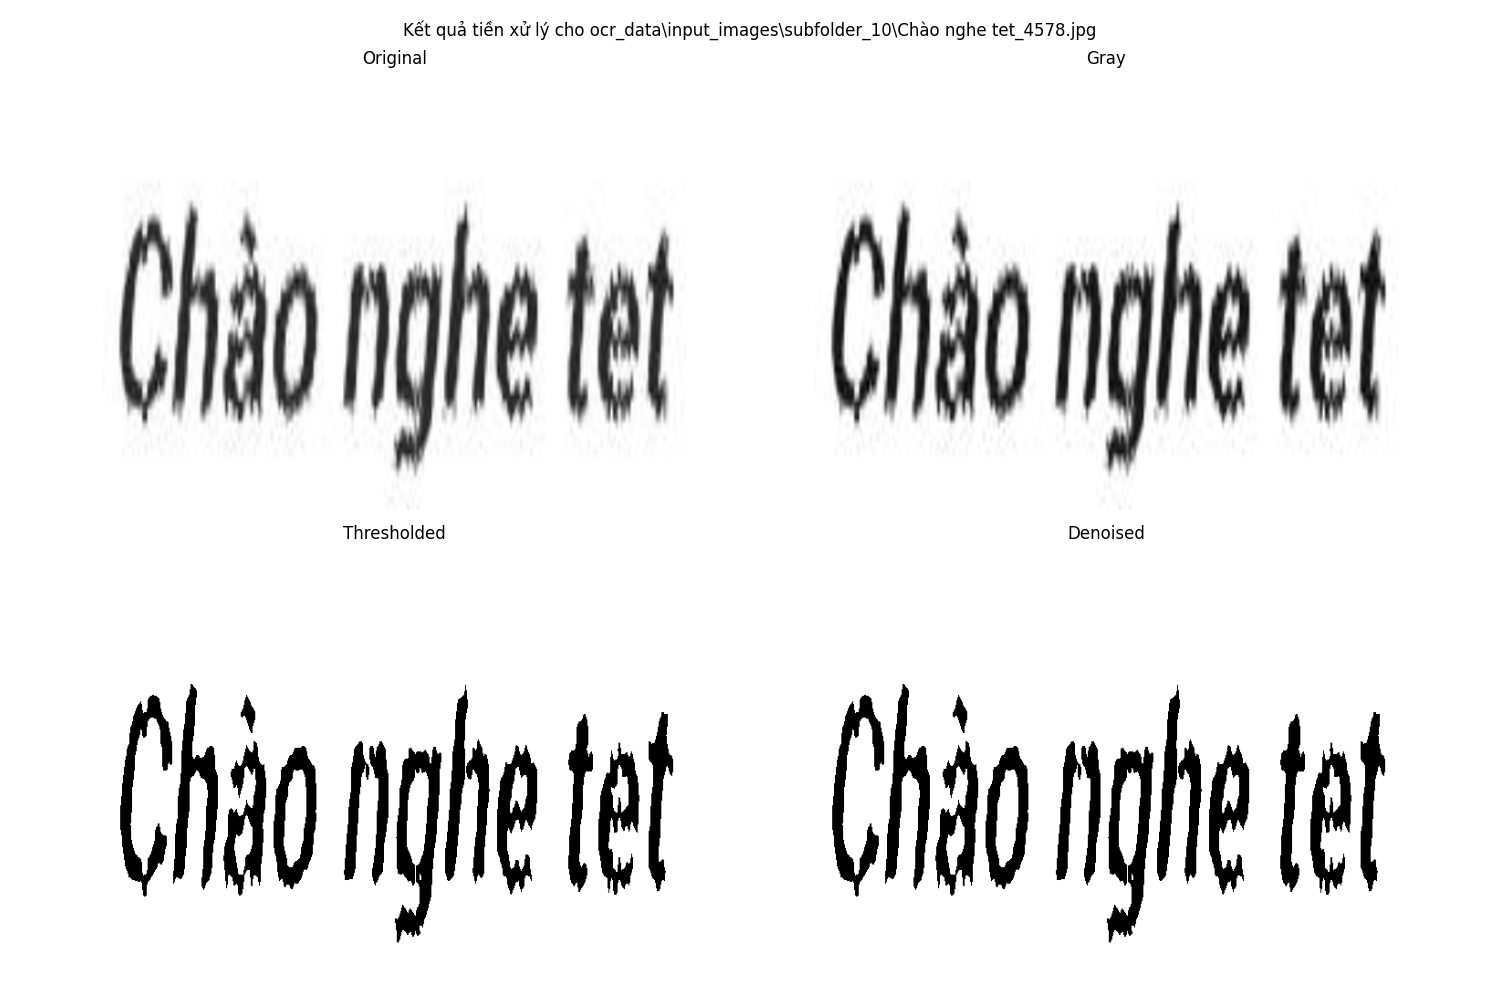 Kết quả tiền xử lý cho ocr_data\input_images\subfolder_10\Chào nghe tet_4578.jpg
Original
Gray
Chào nghe tet
Chào nghe tet
Thresholded
Denoised
Chào nghe tet
Chào nghe tet